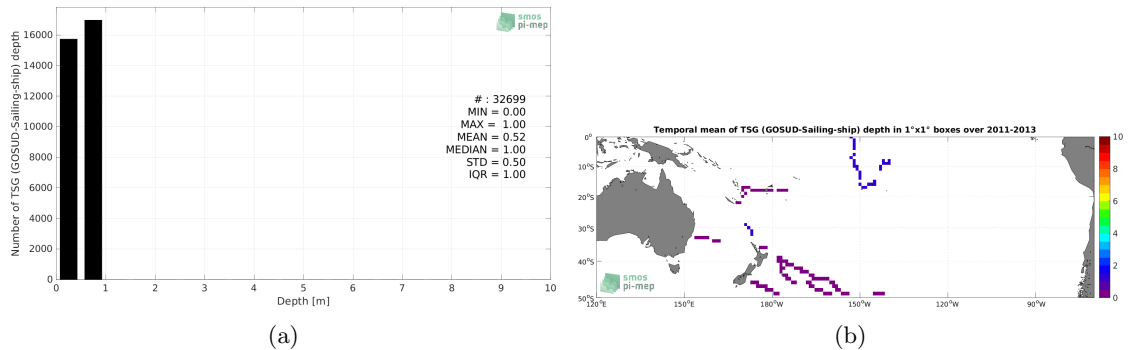 smos
pi-mep
16000
14000
12000
10000
8000
6000
4000
2000
0
Number of TSG (GOSUD-Sailing-ship) depth
# : 32699
MIN = 0.00
MAX = 1.00
MEAN = 0.52
MEDIAN = 1.00
STD = 0.50
IQR = 1.00
0 1 2 3 4 5 6 7 8 9 10
Depth [m]
(a)
Temporal mean of TSG (GOSUD-Sailing-ship) depth in 1°x1° boxes over 2011-2013
0°
10°S
20°S
30°S
40°S
50°S
120°E 150°E 180°W 150°W 120°W 90°W
smos
pi-mep
10
8
6
4
2
0
(b)